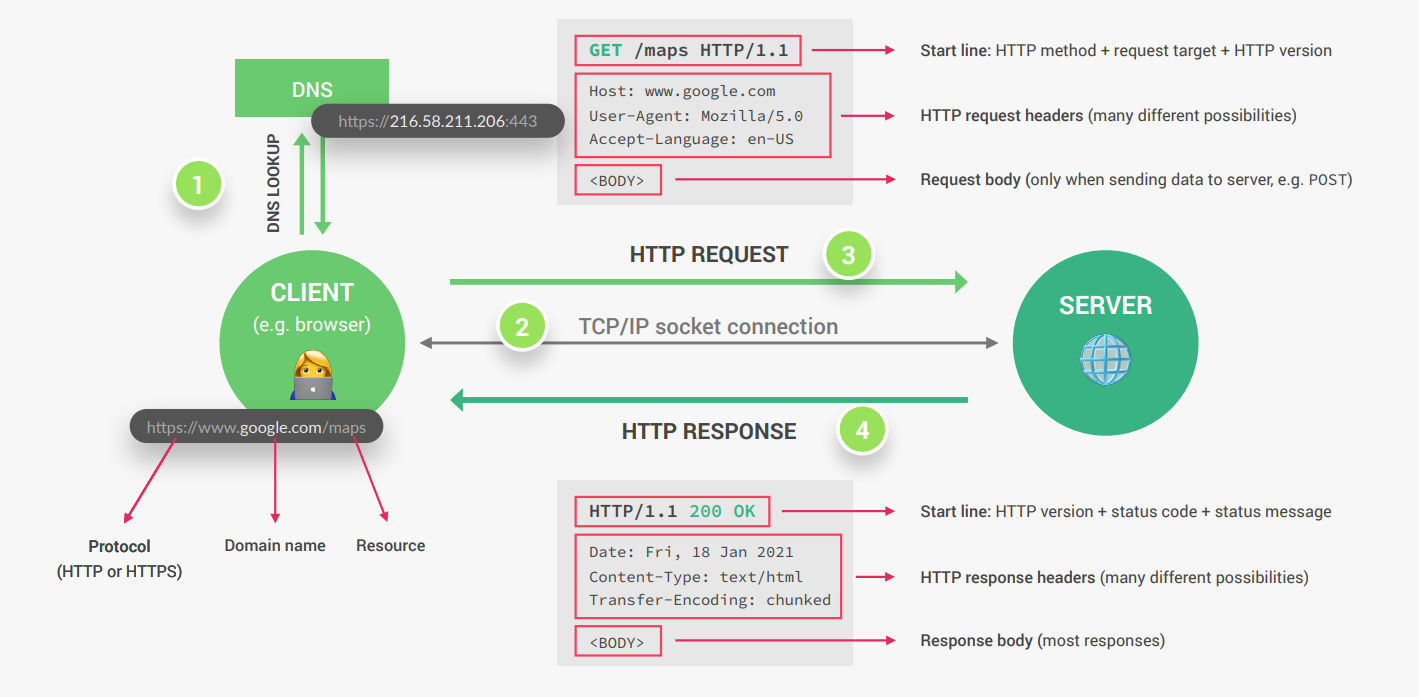 DNS
https://216.58.211.206:443
DNS LOOKUP
1
CLIENT
(e.g. browser)
https://www.google.com/maps
Protocol
(HTTP or HTTPS)
Domain name
Resource
GET /maps HTTP/1.1
Start line: HTTP method + request target + HTTP version
Host: www.google.com
User-Agent: Mozilla/5.0
Accept-Language: en-US
HTTP request headers (many different possibilities)
<BODY>
Request body (only when sending data to server, e.g. POST)
HTTP REQUEST
3
2
TCP/IP socket connection
SERVER
HTTP RESPONSE
4
HTTP/1.1 200 OK
Start line: HTTP version + status code + status message
Date: Fri, 18 Jan 2021
Content-Type: text/html
Transfer-Encoding: chunked
HTTP response headers (many different possibilities)
<BODY>
Response body (most responses)